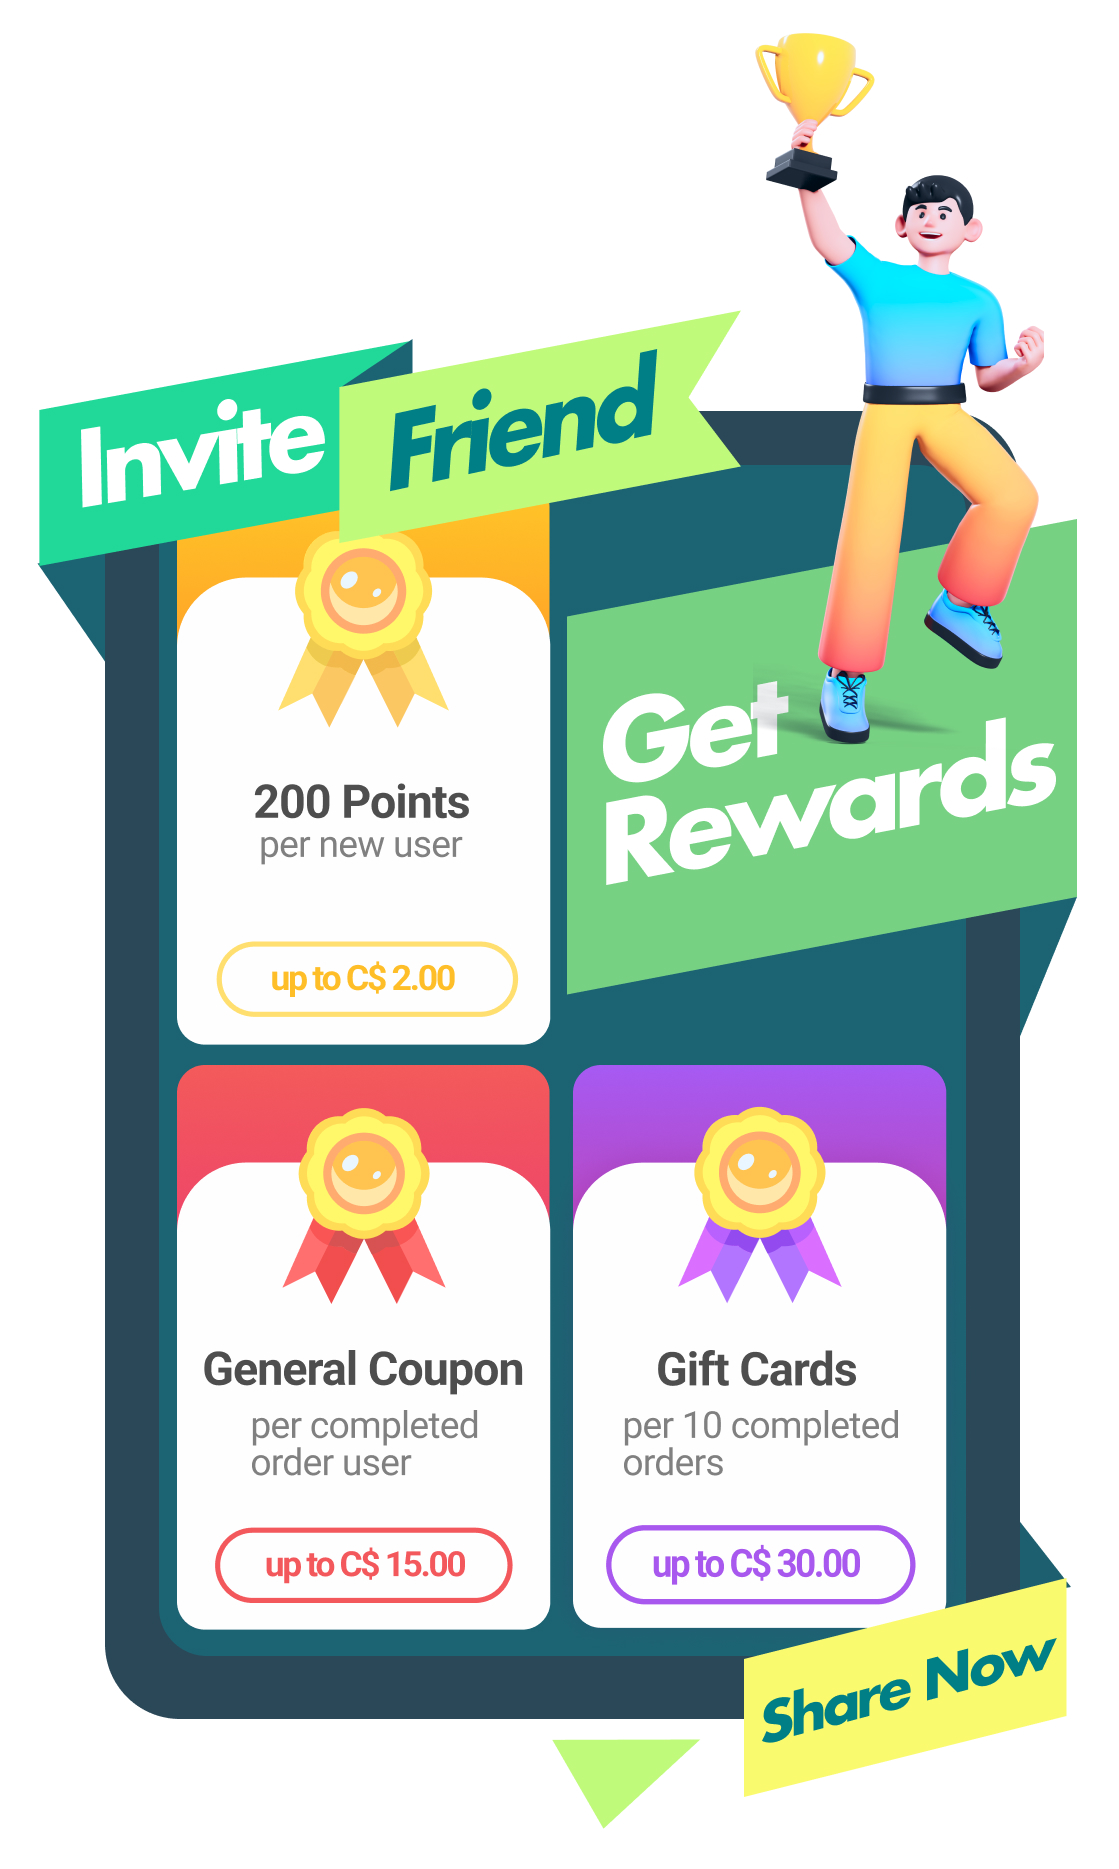 Invite Friend
Get
Rewards
200 Points
per new user
up to C$ 2.00
General Coupon
per completed
order user
up to C$ 15.00
Gift Cards
per 10 completed
orders
up to C$ 30.00
Share Now